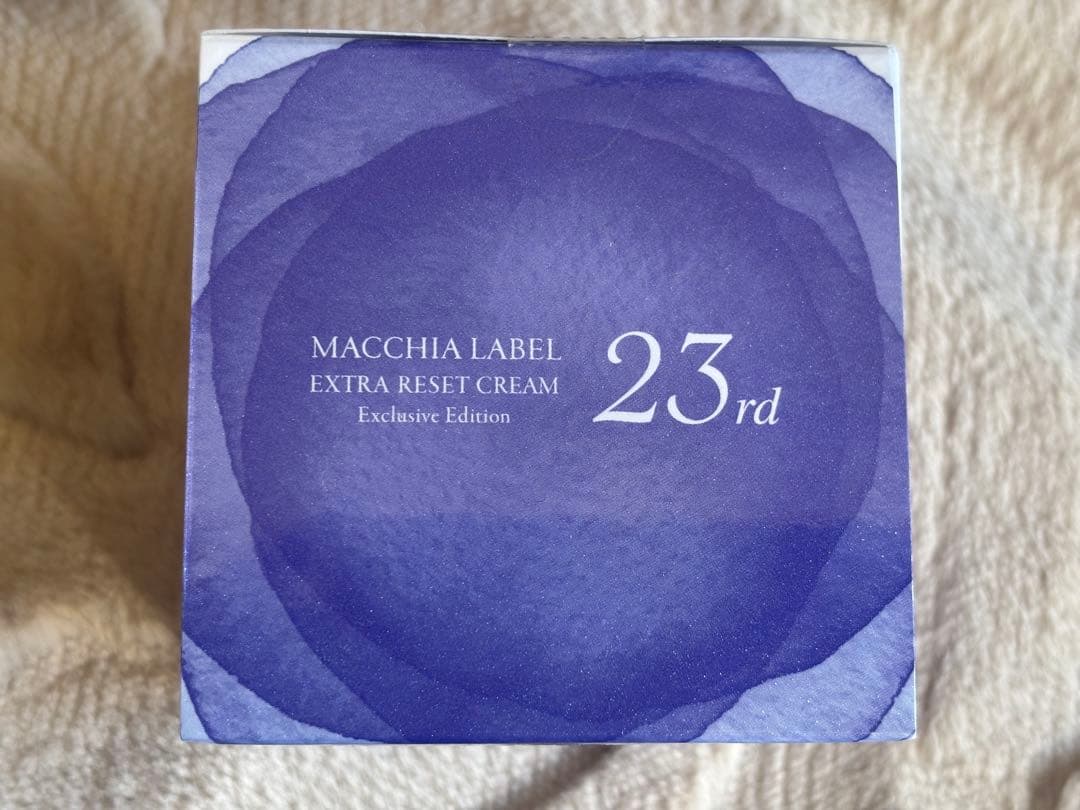 MACCHIA LABEL
EXTRA RESET CREAM
Exclusive Edition
23rd